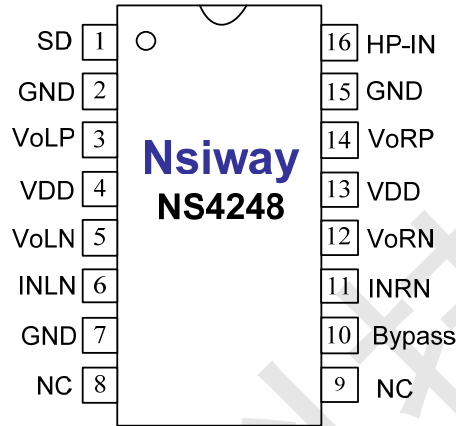 SD 1 16 HP-IN
GND 2 15 GND
VoLP 3 14 VoRP
Nsiway
VDD 4 13 VDD
NS4248
VoLN 5 12 VoRN
INLN 6 11 INRN
GND 7 10 Bypass
NC 8 9 NC